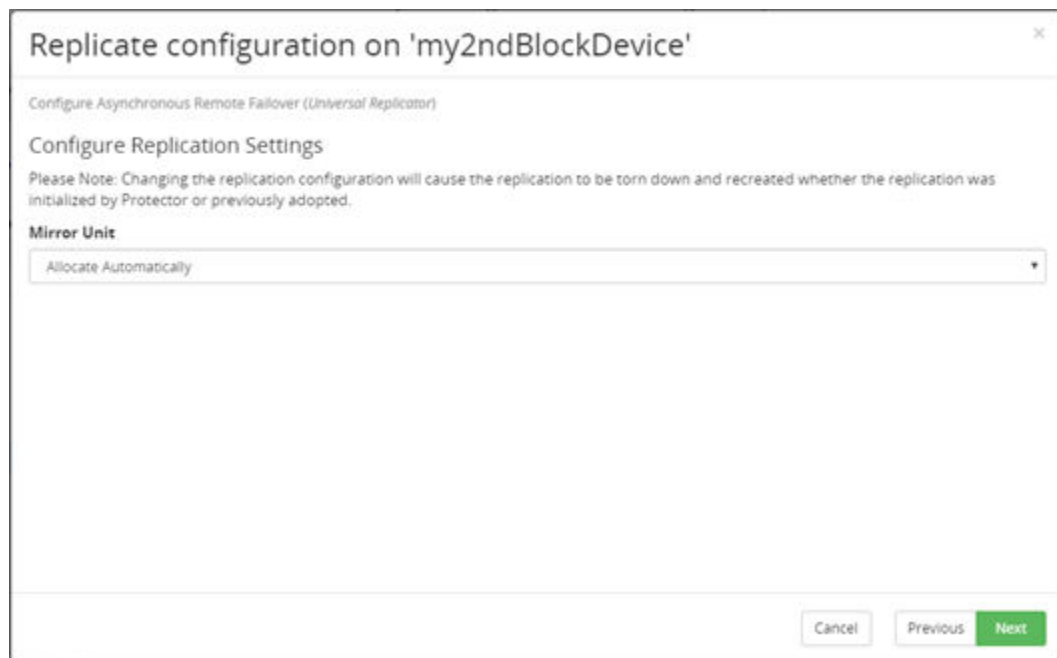 Replicate configuration on 'my2ndBlockDevice'
×
Configure Asynchronous Remote Failover (Universal Replicator)
Configure Replication Settings
Please Note: Changing the replication configuration will cause the replication to be torn down and recreated whether the replication was
initialized by Protector or previously adopted.
Mirror Unit
Allocate Automatically
Cancel Previous Next